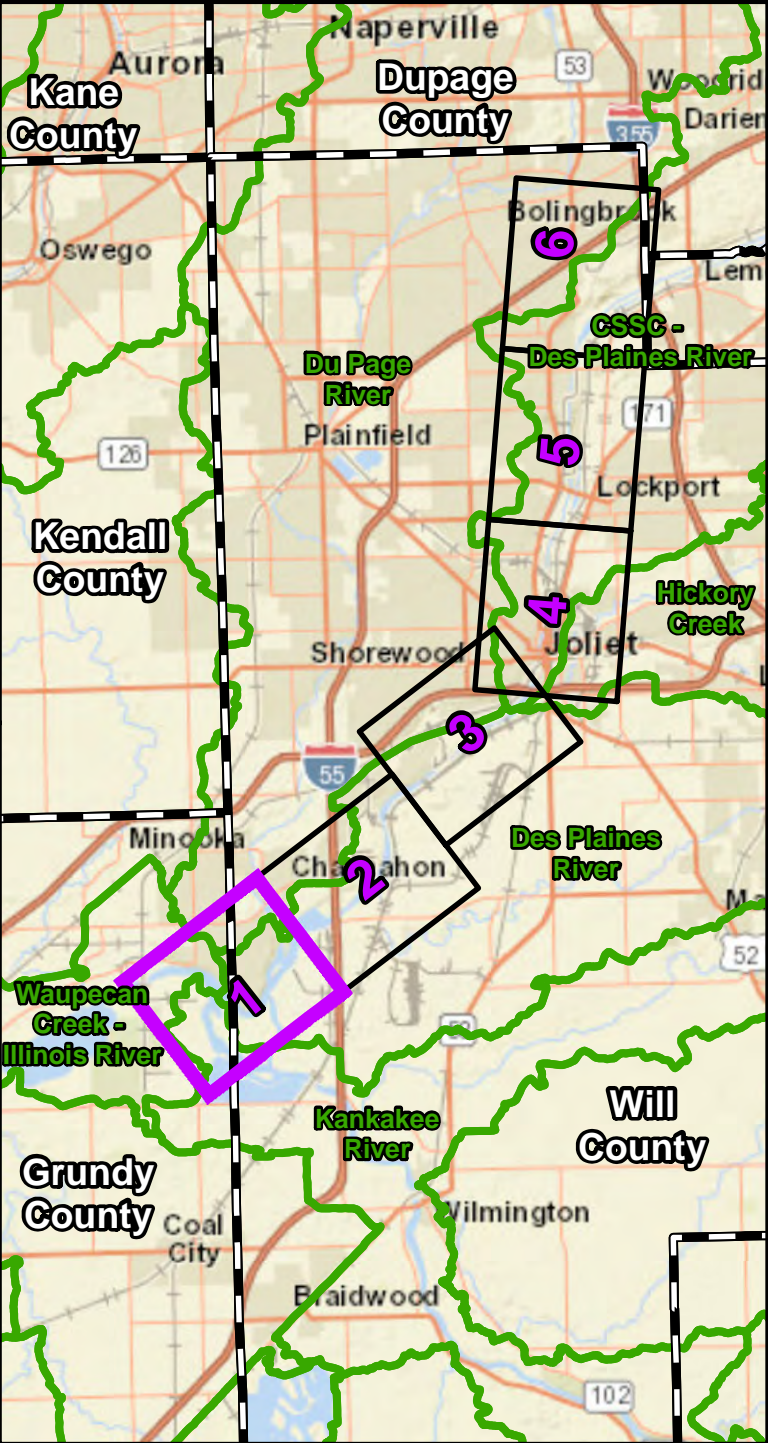 Naperville
Aurora
53
Woodrid
Kane
County
Dupage
County
355
Darien
Bolingbrook
6
Oswego
Lem
CSSC -
Des Plaines River
Du Page
River
171
Plainfield
126
5
Lockport
Kendall
County
Hickory
Creek
4
Joliet
Shorewood
3
55
Minooka
Des Plaines
River
Channahon
2
Ma
52
1
Waupecan
Creek -
Illinois River
Kankakee
River
Will
County
Grundy
County
Wilmington
Coal
City
Braidwood
102